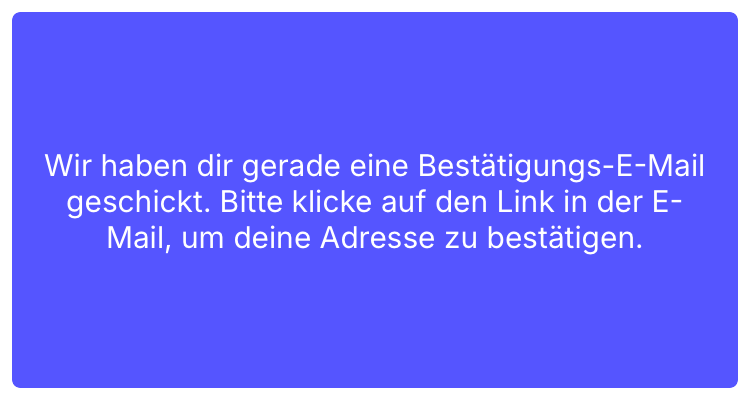 Wir haben dir gerade eine Bestätigungs-E-Mail
geschickt. Bitte klicke auf den Link in der E-
Mail, um deine Adresse zu bestätigen.